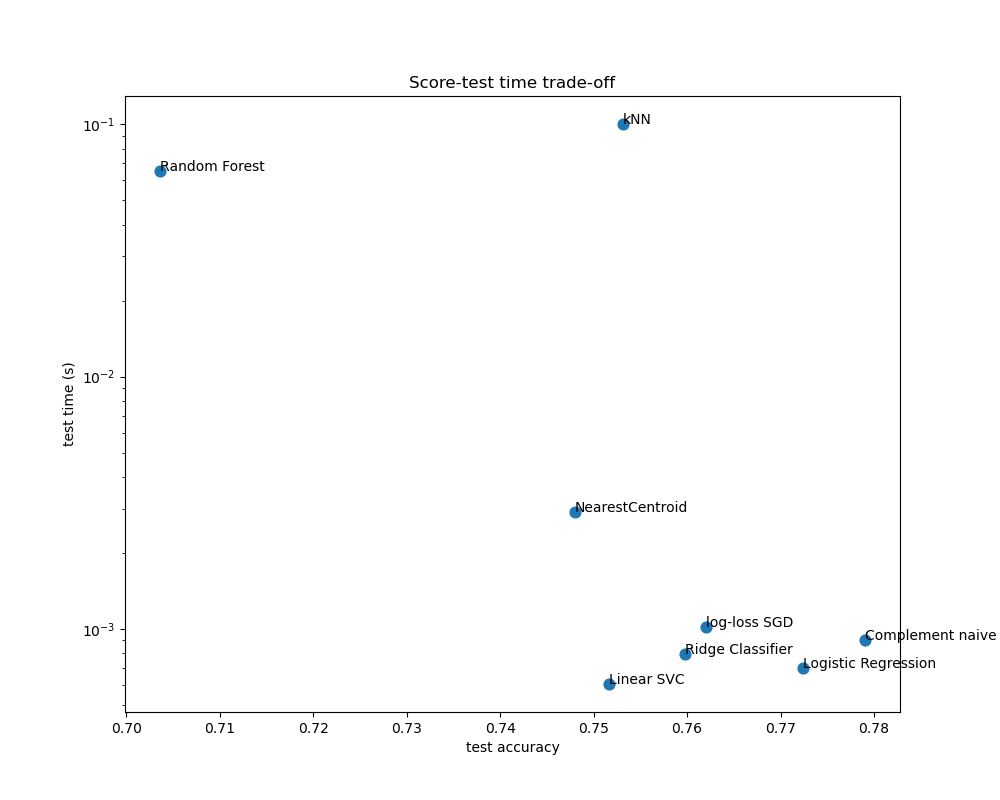 Score-test time trade-off
kNN
Random Forest
NearestCentroid
log-loss SGD
Complement naive
Ridge Classifier
Logistic Regression
Linear SVC
10⁻¹
10⁻²
10⁻³
test time (s)
0.70 0.71 0.72 0.73 0.74 0.75 0.76 0.77 0.78
test accuracy